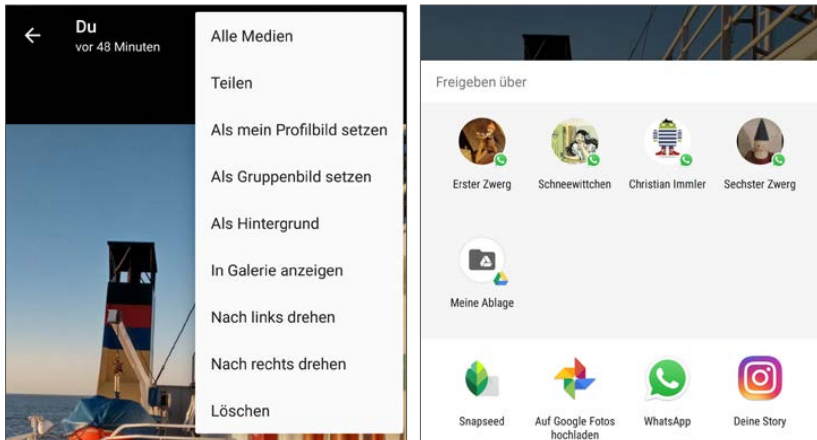 Du
vor 48 Minuten
Alle Medien
Teilen
Als mein Profilbild setzen
Als Gruppenbild setzen
Als Hintergrund
In Galerie anzeigen
Nach links drehen
Nach rechts drehen
Löschen
Freigeben über
Erster Zwerg
Schneewittchen
Christian Immler
Sechster Zwerg
Meine Ablage
Snapseed
Auf Google Fotos
hochladen
WhatsApp
Deine Story